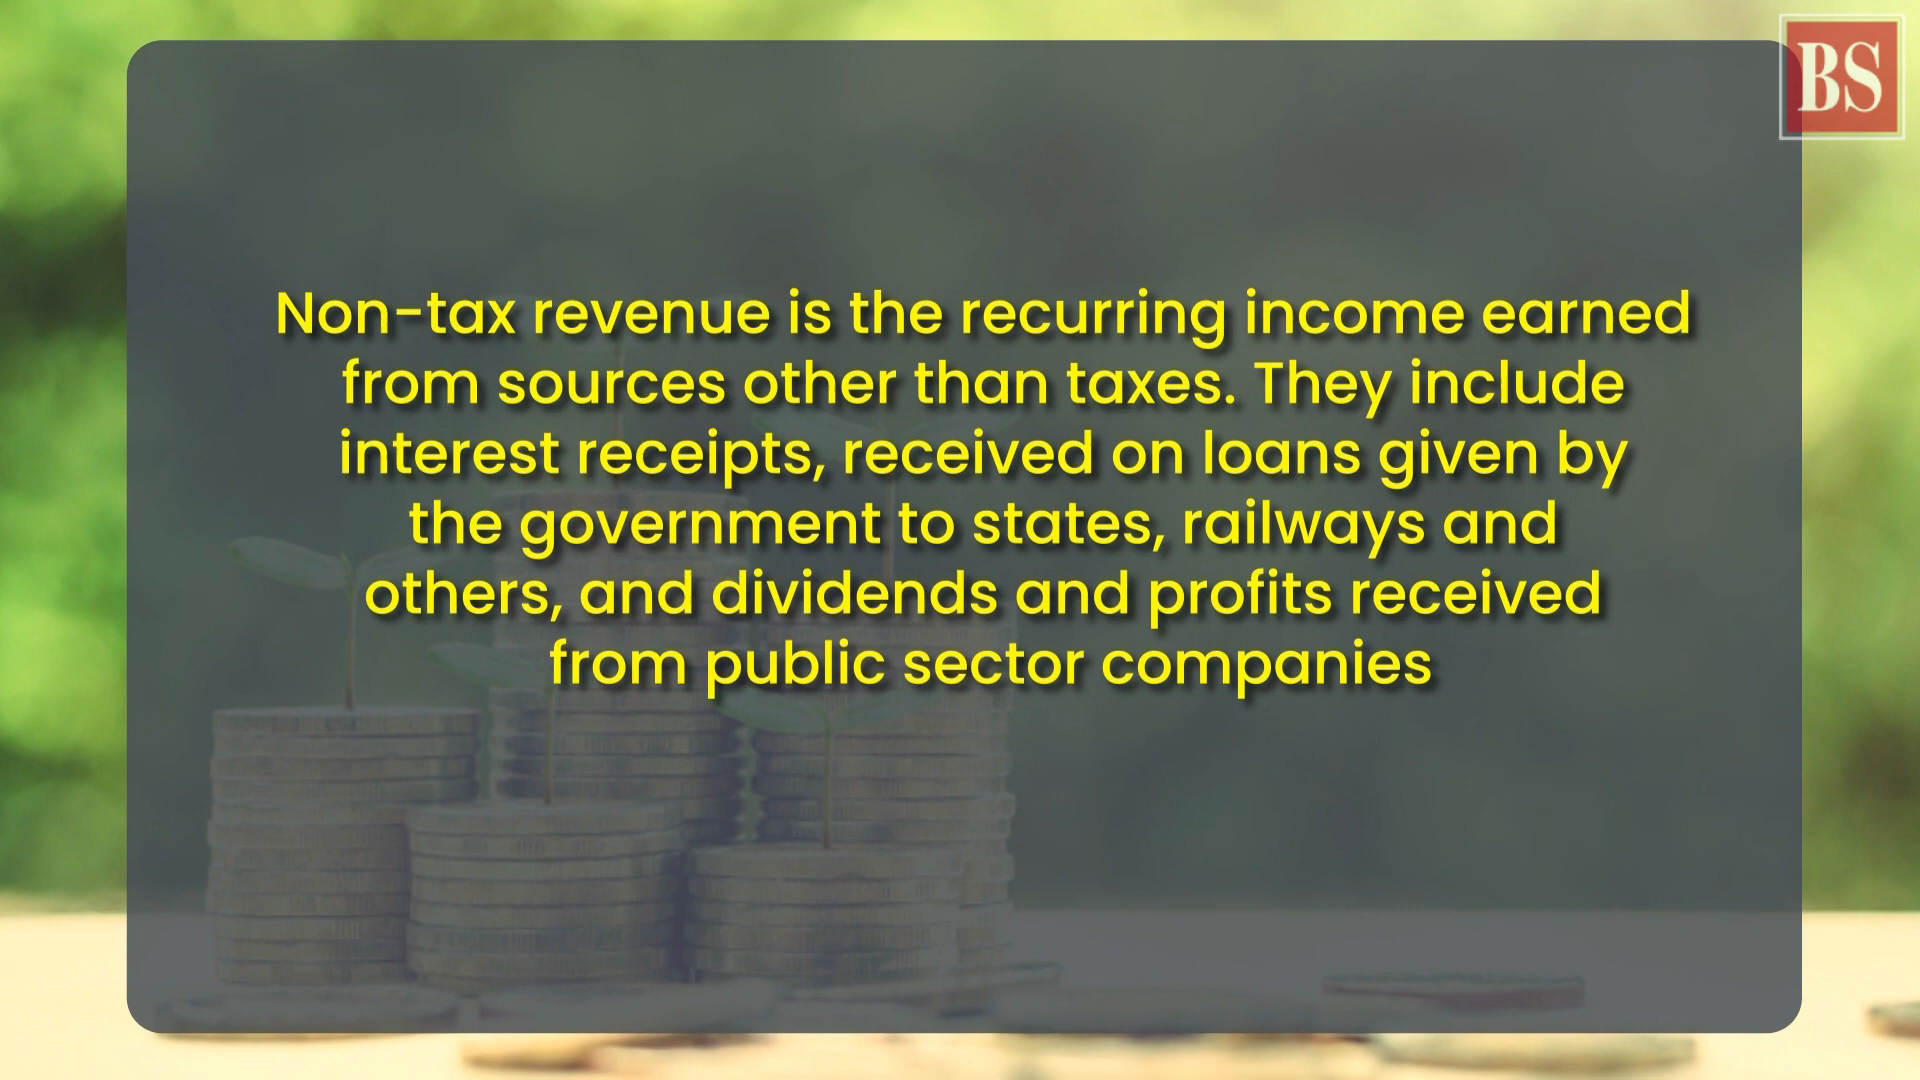 BS
Non-tax revenue is the recurring income earned
from sources other than taxes. They include
interest receipts, received on loans given by
the government to states, railways and
others, and dividends and profits received
from public sector companies